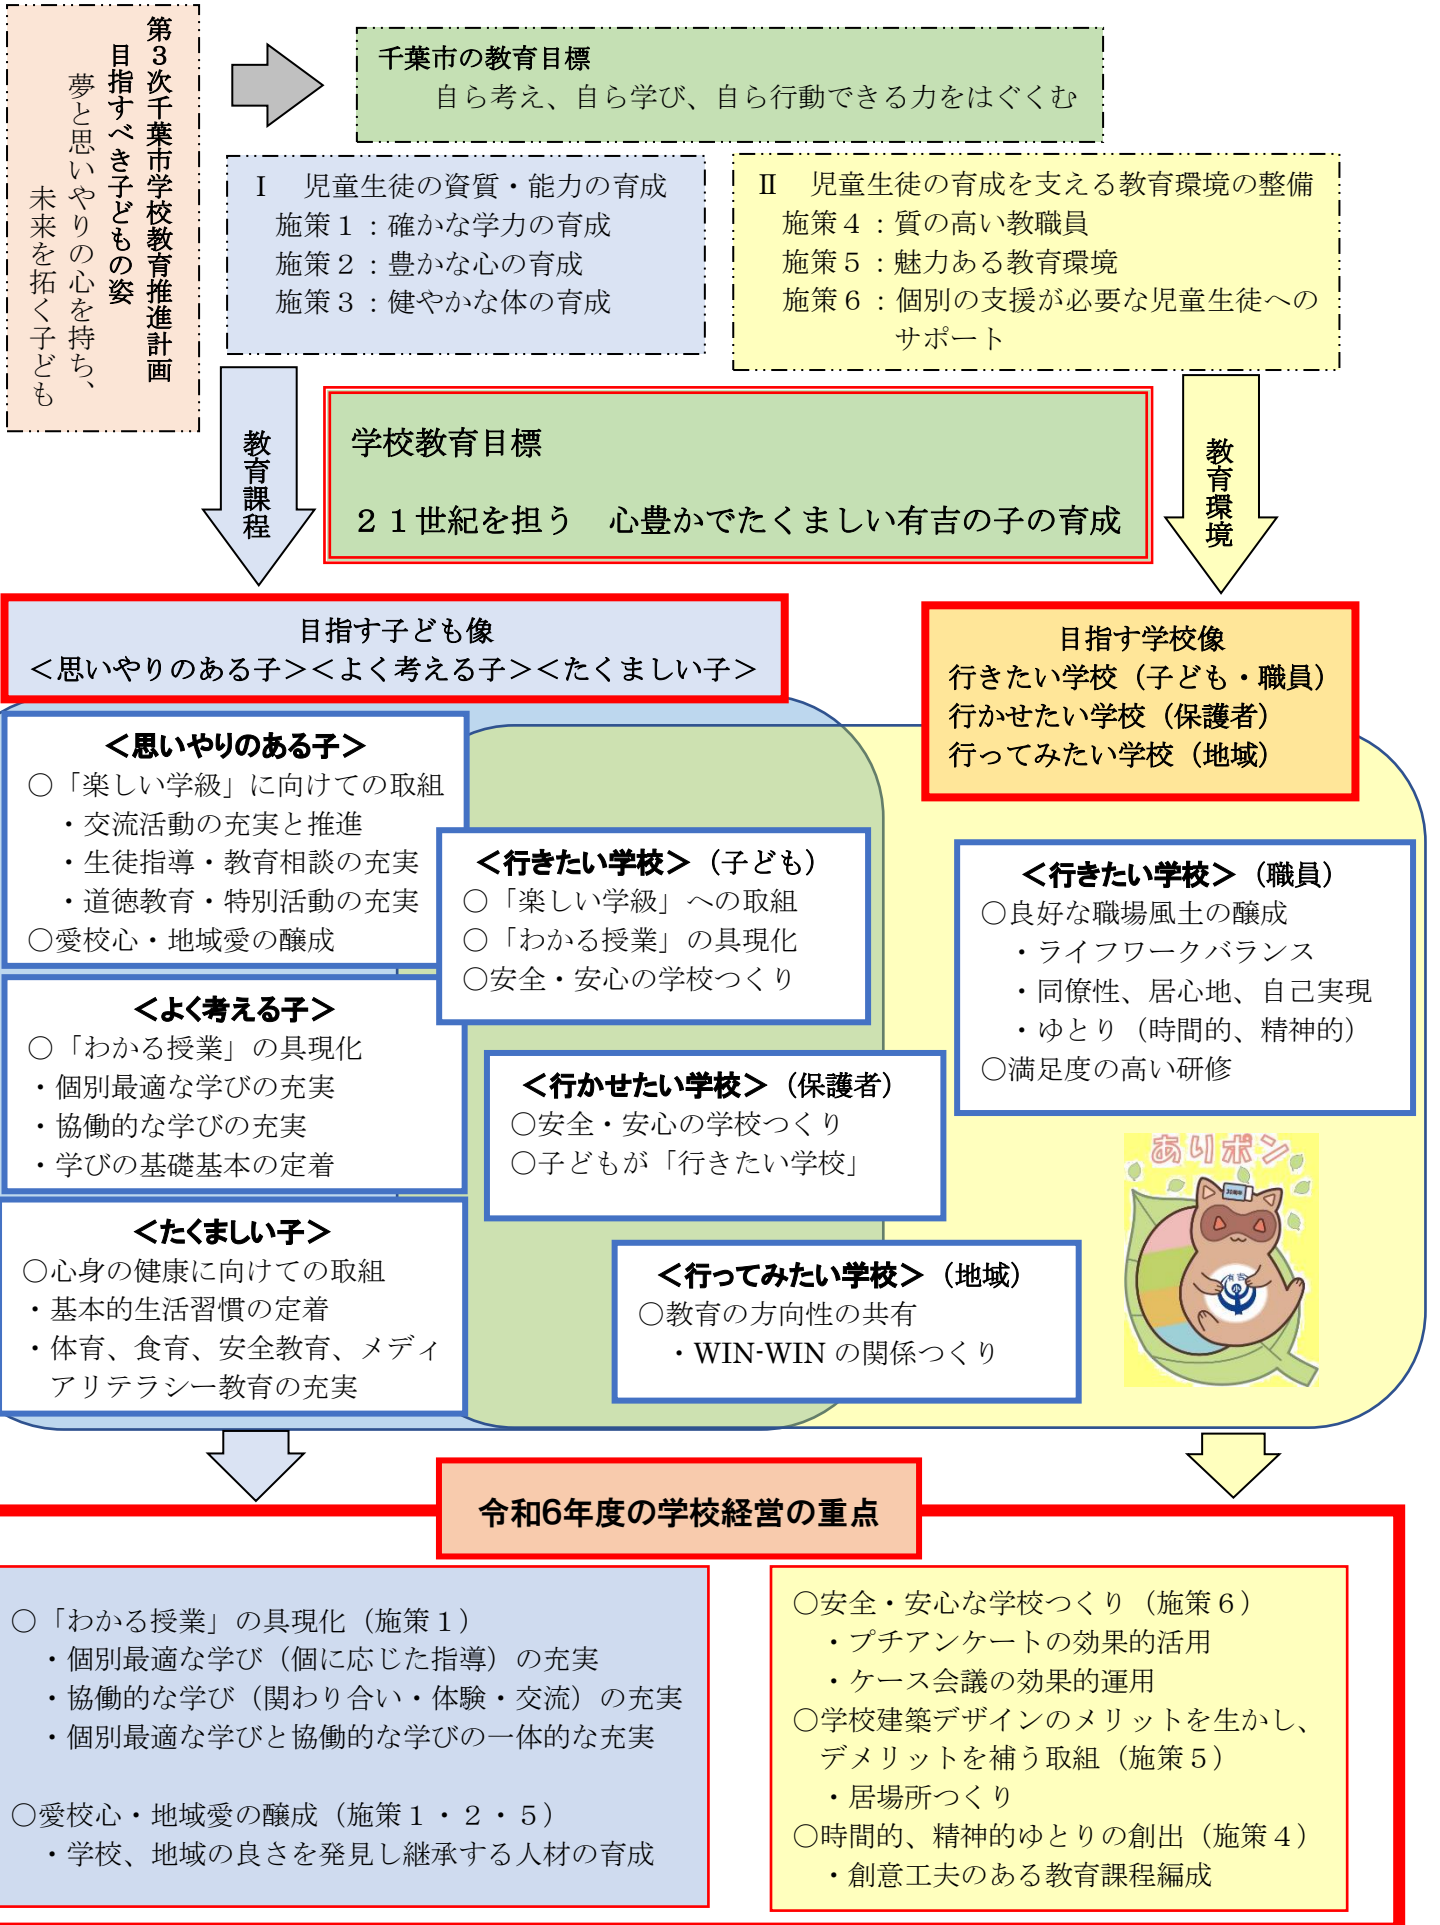 第３次千葉市学校教育推進計画
目指すべき子どもの姿
夢と思いやりの心を持ち、
未来を拓く子ども
千葉市の教育目標
自ら考え、自ら学び、自ら行動できる力をはぐくむ
Ⅰ　児童生徒の資質・能力の育成
施策１：確かな学力の育成
施策２：豊かな心の育成
施策３：健やかな体の育成
Ⅱ　児童生徒の育成を支える教育環境の整備
施策４：質の高い教職員
施策５：魅力ある教育環境
施策６：個別の支援が必要な児童生徒への
サポート
教育課程
学校教育目標
２１世紀を担う　心豊かでたくましい有吉の子の育成
教育環境
目指す子ども像
＜思いやりのある子＞＜よく考える子＞＜たくましい子＞
目指す学校像
行きたい学校（子ども・職員）
行かせたい学校（保護者）
行ってみたい学校（地域）
＜思いやりのある子＞
○「楽しい学級」に向けての取組
・交流活動の充実と推進
・生徒指導・教育相談の充実
・道徳教育・特別活動の充実
○愛校心・地域愛の醸成
＜よく考える子＞
○「わかる授業」の具現化
・個別最適な学びの充実
・協働的な学びの充実
・学びの基礎基本の定着
＜たくましい子＞
○心身の健康に向けての取組
・基本的生活習慣の定着
・体育、食育、安全教育、メディ
アリテラシー教育の充実
＜行きたい学校＞（子ども）
○「楽しい学級」への取組
○「わかる授業」の具現化
○安全・安心の学校つくり
＜行かせたい学校＞（保護者）
○安全・安心の学校つくり
○子どもが「行きたい学校」
＜行ってみたい学校＞（地域）
○教育の方向性の共有
・WIN-WIN の関係つくり
＜行きたい学校＞（職員）
○良好な職場風土の醸成
・ライフワークバランス
・同僚性、居心地、自己実現
・ゆとり（時間的、精神的）
○満足度の高い研修
ありポン
有吉
小
令和6年度の学校経営の重点
○「わかる授業」の具現化（施策１）
・個別最適な学び（個に応じた指導）の充実
・協働的な学び（関わり合い・体験・交流）の充実
・個別最適な学びと協働的な学びの一体的な充実
○愛校心・地域愛の醸成（施策１・２・５）
・学校、地域の良さを発見し継承する人材の育成
○安全・安心な学校つくり（施策６）
・プチアンケートの効果的活用
・ケース会議の効果的運用
○学校建築デザインのメリットを生かし、
デメリットを補う取組（施策５）
・居場所つくり
○時間的、精神的ゆとりの創出（施策４）
・創意工夫のある教育課程編成